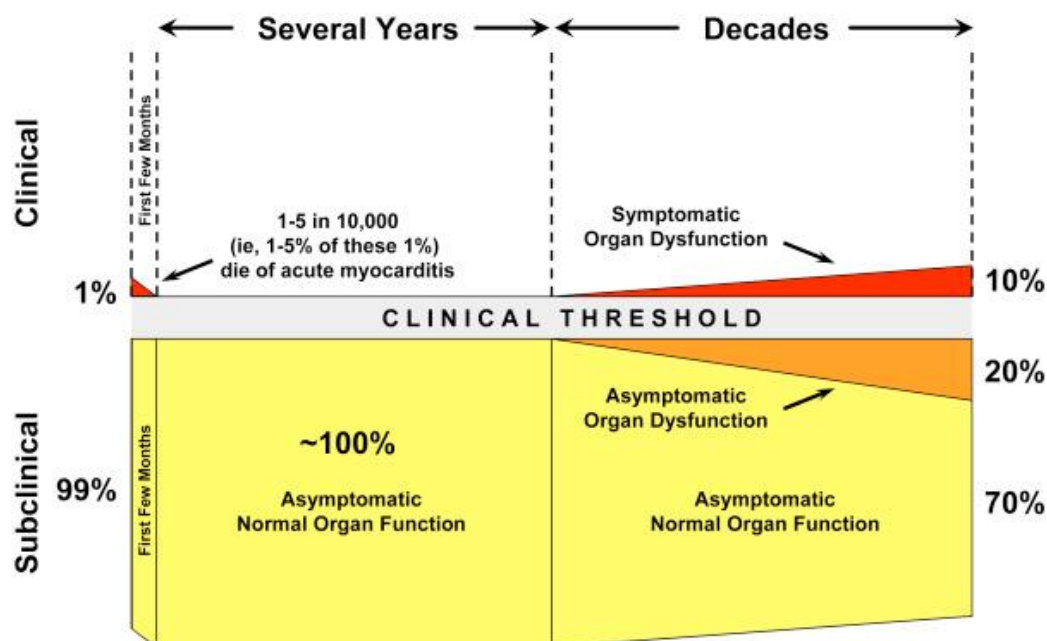 Several Years
Decades
Clinical
First Few Months
1-5 in 10,000
(ie, 1-5% of these 1%)
die of acute myocarditis
Symptomatic
Organ Dysfunction
1%
10%
CLINICAL THRESHOLD
Subclinical
99%
First Few Months
~100%
Asymptomatic
Normal Organ Function
Asymptomatic
Organ Dysfunction
20%
Asymptomatic
Normal Organ Function
70%